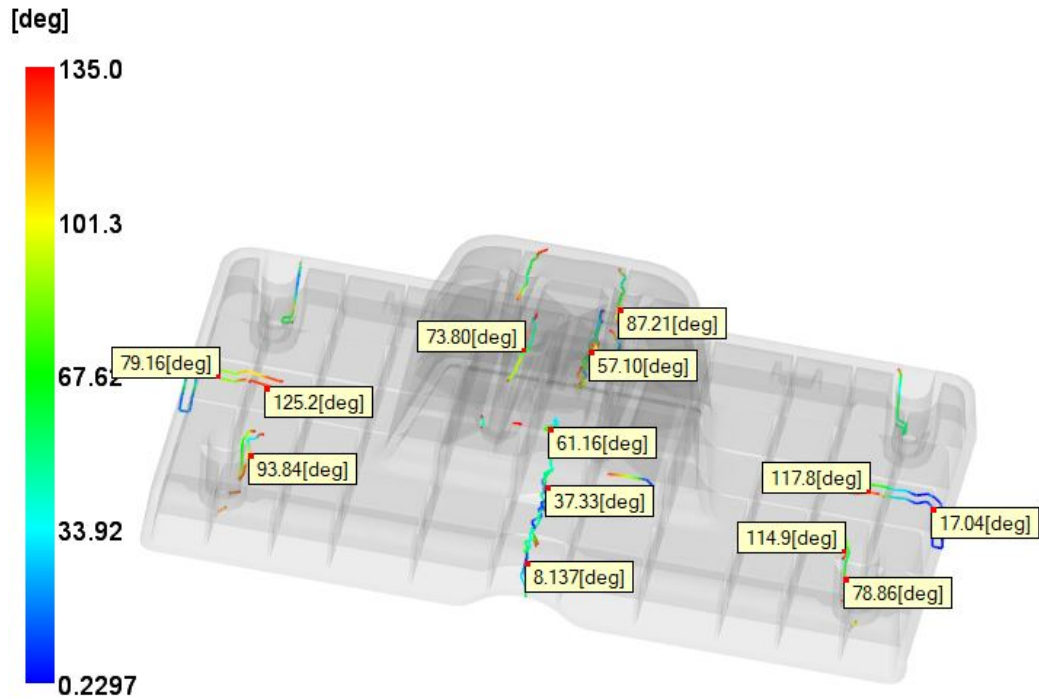 [deg]
135.0
101.3
67.62
33.92
0.2297
87.21[deg]
73.80[deg]
57.10[deg]
79.16[deg]
125.2[deg]
61.16[deg]
93.84[deg]
117.8[deg]
37.33[deg]
17.04[deg]
114.9[deg]
8.137[deg]
78.86[deg]